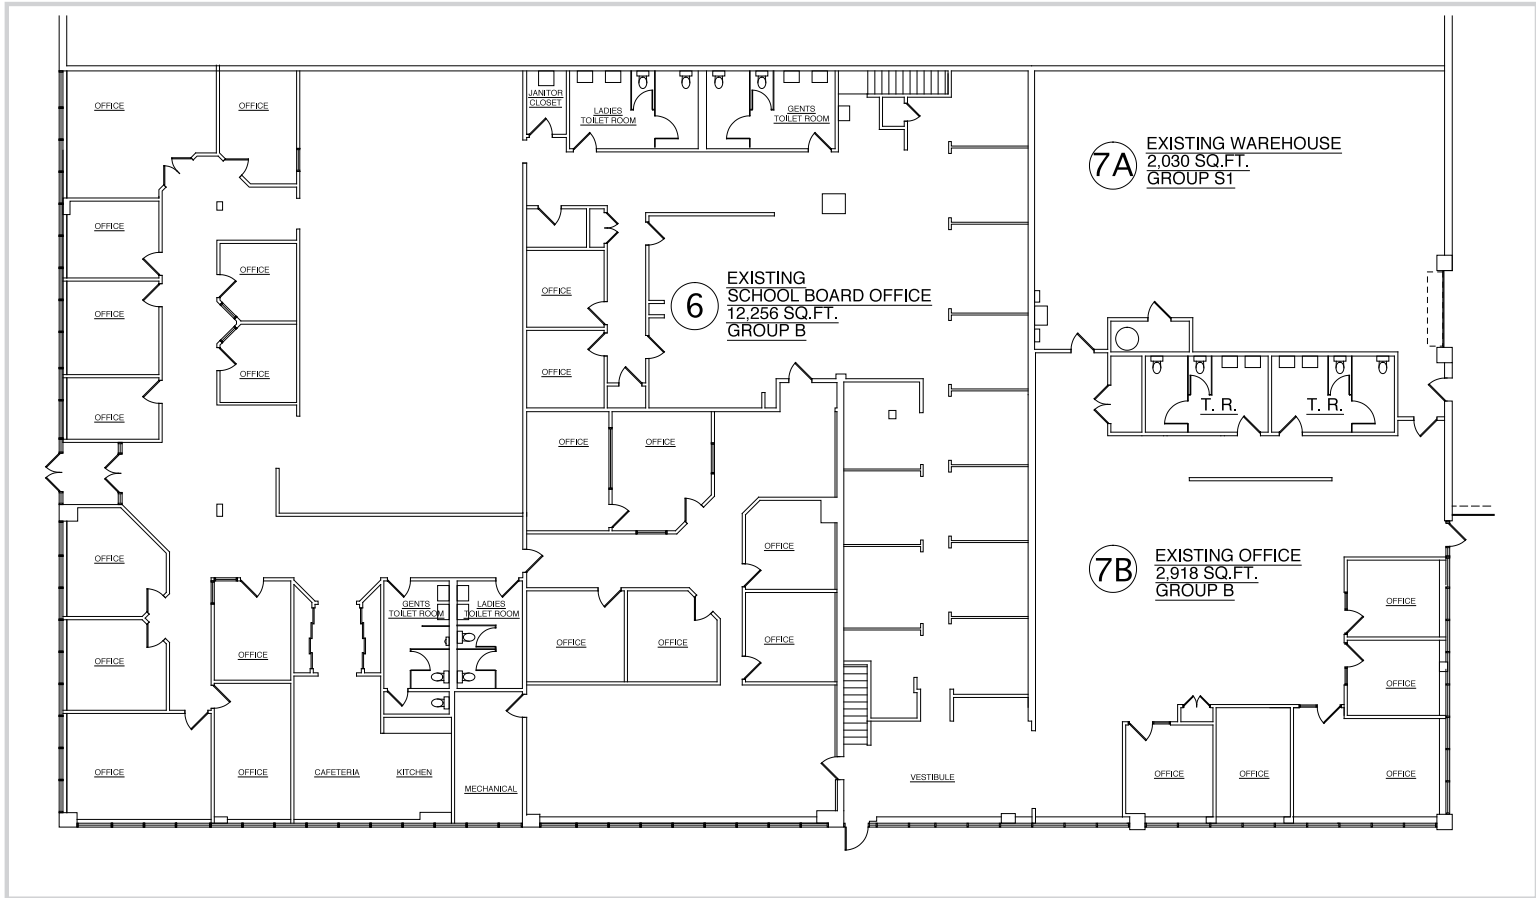 OFFICE
OFFICE
JANITOR
CLOSET
LADIES
TOILET ROOM
GENTS
TOILET ROOM
7A
EXISTING WAREHOUSE
2,030 SQ.FT.
GROUP S1
OFFICE
OFFICE
OFFICE
OFFICE
OFFICE
OFFICE
OFFICE
OFFICE
6
EXISTING
SCHOOL BOARD OFFICE
12,256 SQ.FT.
GROUP B
T. R.
T. R.
OFFICE
OFFICE
OFFICE
OFFICE
7B
EXISTING OFFICE
2,918 SQ.FT.
GROUP B
GENTS
TOILET ROOM
LADIES
TOILET ROOM
OFFICE
OFFICE
OFFICE
OFFICE
OFFICE
OFFICE
OFFICE
OFFICE
OFFICE
OFFICE
CAFETERIA
KITCHEN
MECHANICAL
VESTIBULE
OFFICE
OFFICE
OFFICE